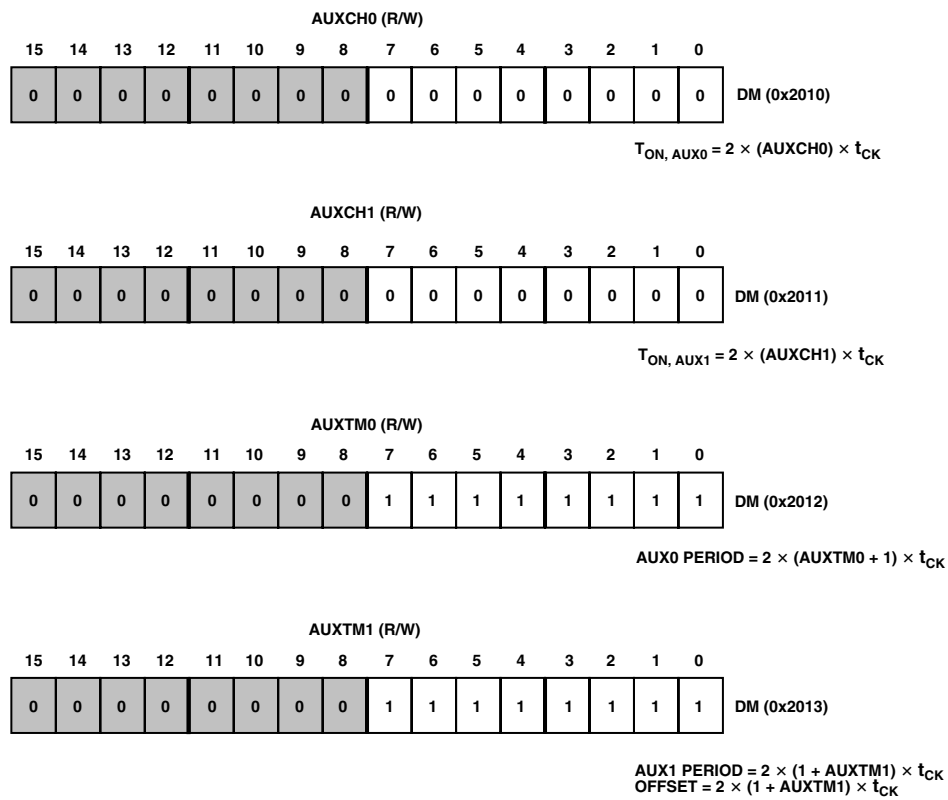 AUXCH0 (R/W)
15 14 13 12 11 10 9 8 7 6 5 4 3 2 1 0
0 0 0 0 0 0 0 0 0 0 0 0 0 0 0 0 DM (0x2010)
T_ON, AUX0 = 2 × (AUXCH0) × t_CK
AUXCH1 (R/W)
15 14 13 12 11 10 9 8 7 6 5 4 3 2 1 0
0 0 0 0 0 0 0 0 0 0 0 0 0 0 0 0 DM (0x2011)
T_ON, AUX1 = 2 × (AUXCH1) × t_CK
AUXTM0 (R/W)
15 14 13 12 11 10 9 8 7 6 5 4 3 2 1 0
0 0 0 0 0 0 0 0 1 1 1 1 1 1 1 1 DM (0x2012)
AUX0 PERIOD = 2 × (AUXTM0 + 1) × t_CK
AUXTM1 (R/W)
15 14 13 12 11 10 9 8 7 6 5 4 3 2 1 0
0 0 0 0 0 0 0 0 1 1 1 1 1 1 1 1 DM (0x2013)
AUX1 PERIOD = 2 × (1 + AUXTM1) × t_CK
OFFSET = 2 × (1 + AUXTM1) × t_CK